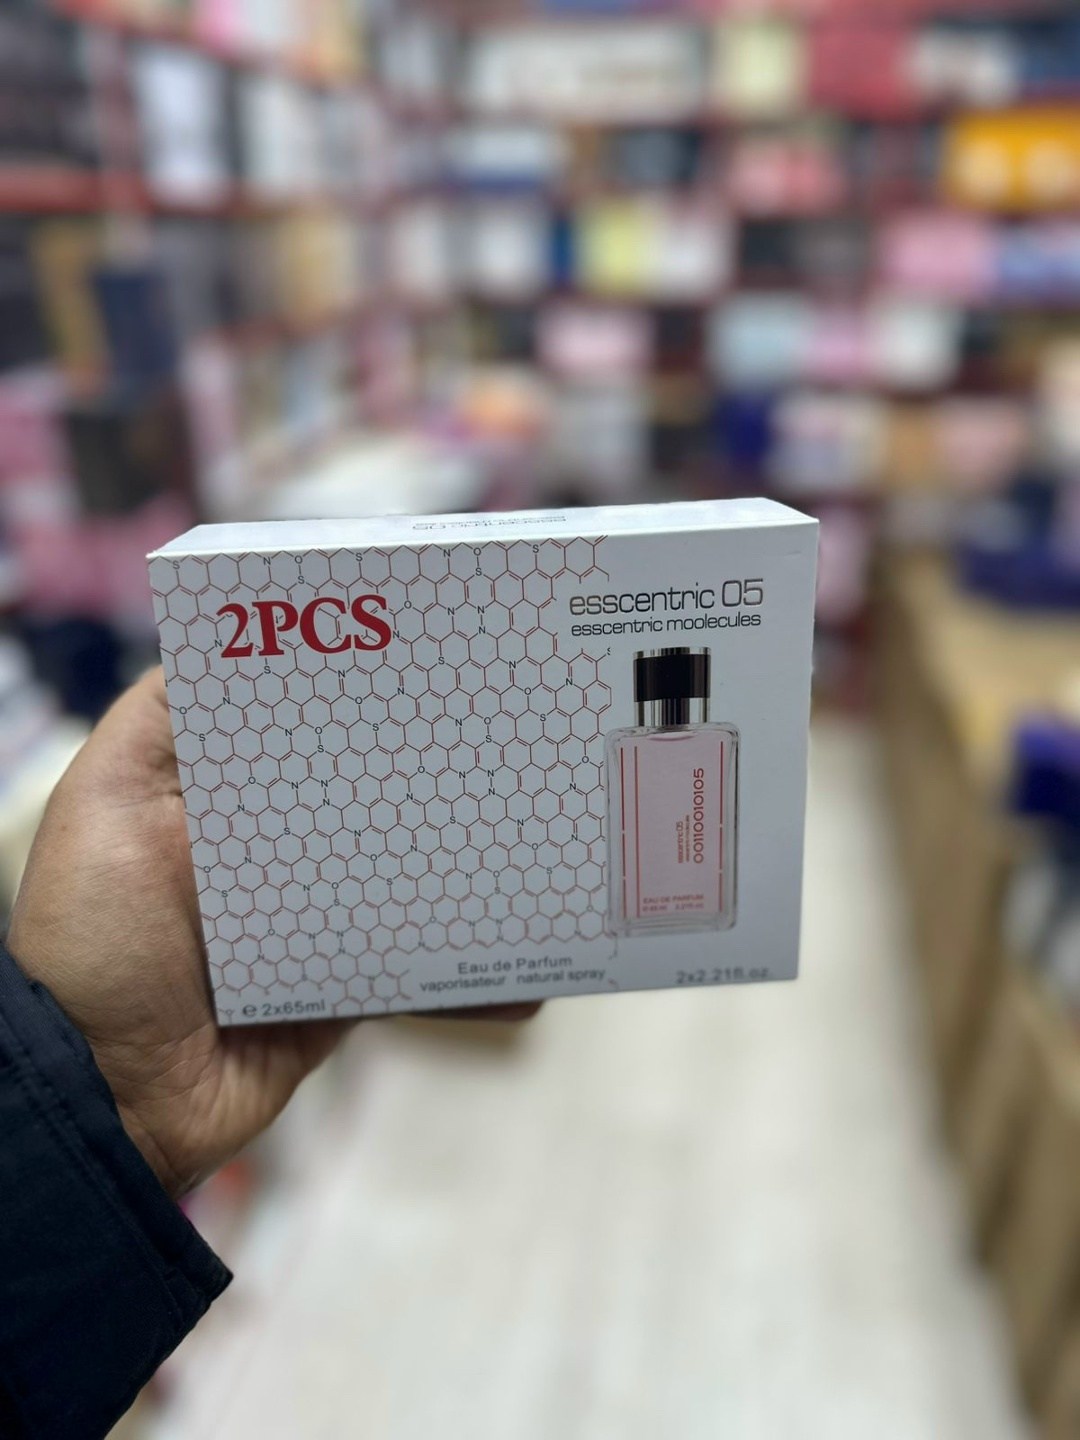 2PCS
esscentric 05
esscentric moolecules
esscentric 05
00110010105
EAU DE PARFUM
Eau de Parfum
vaporisateur natural spray
℮ 2x65ml
2x2.21fl.oz.